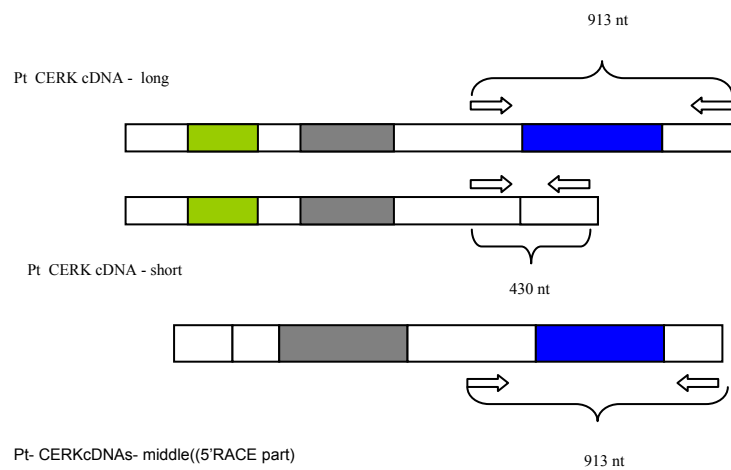 913 nt
Pt CERK cDNA - long
Pt CERK cDNA - short
430 nt
Pt- CERKcDNAs- middle((5'RACE part)
913 nt